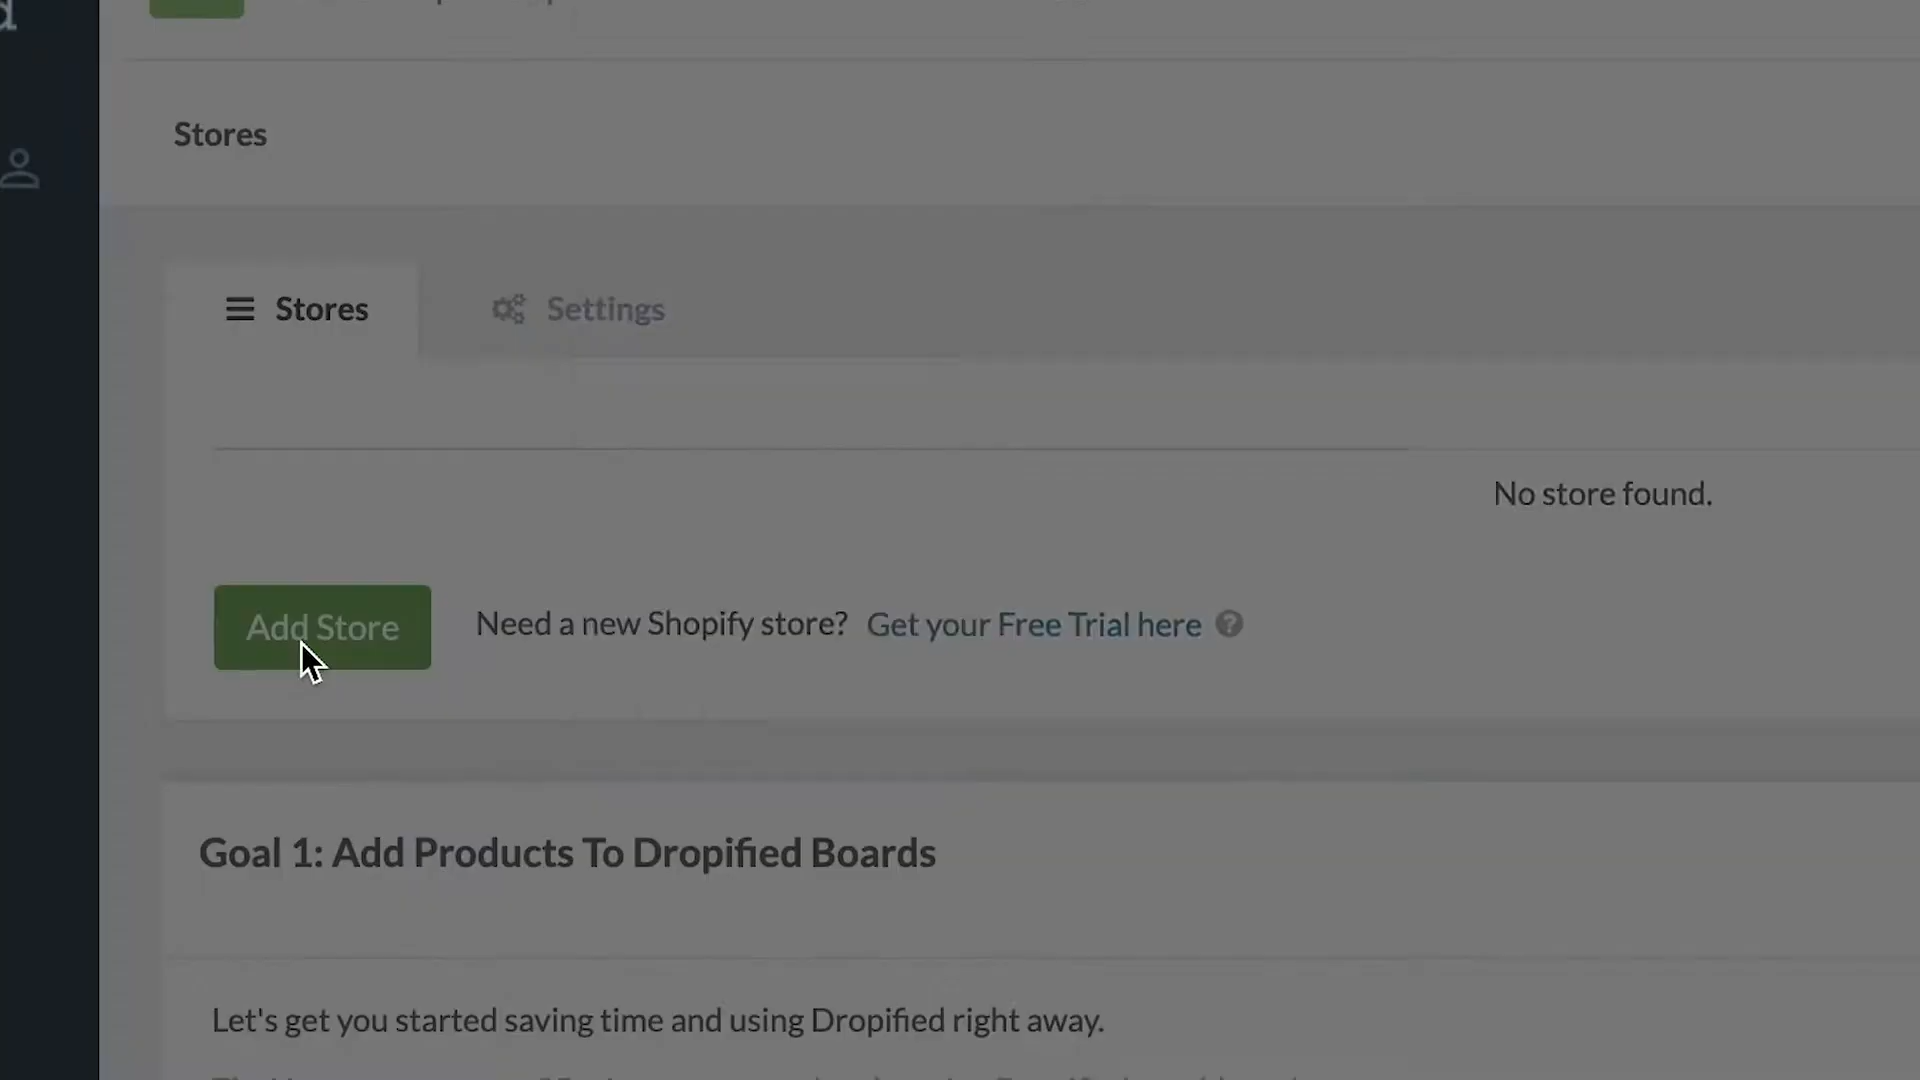 Stores
Stores
Settings
No store found.
Add Store
Need a new Shopify store? Get your Free Trial here
Goal 1: Add Products To Dropified Boards
Let's get you started saving time and using Dropified right away.